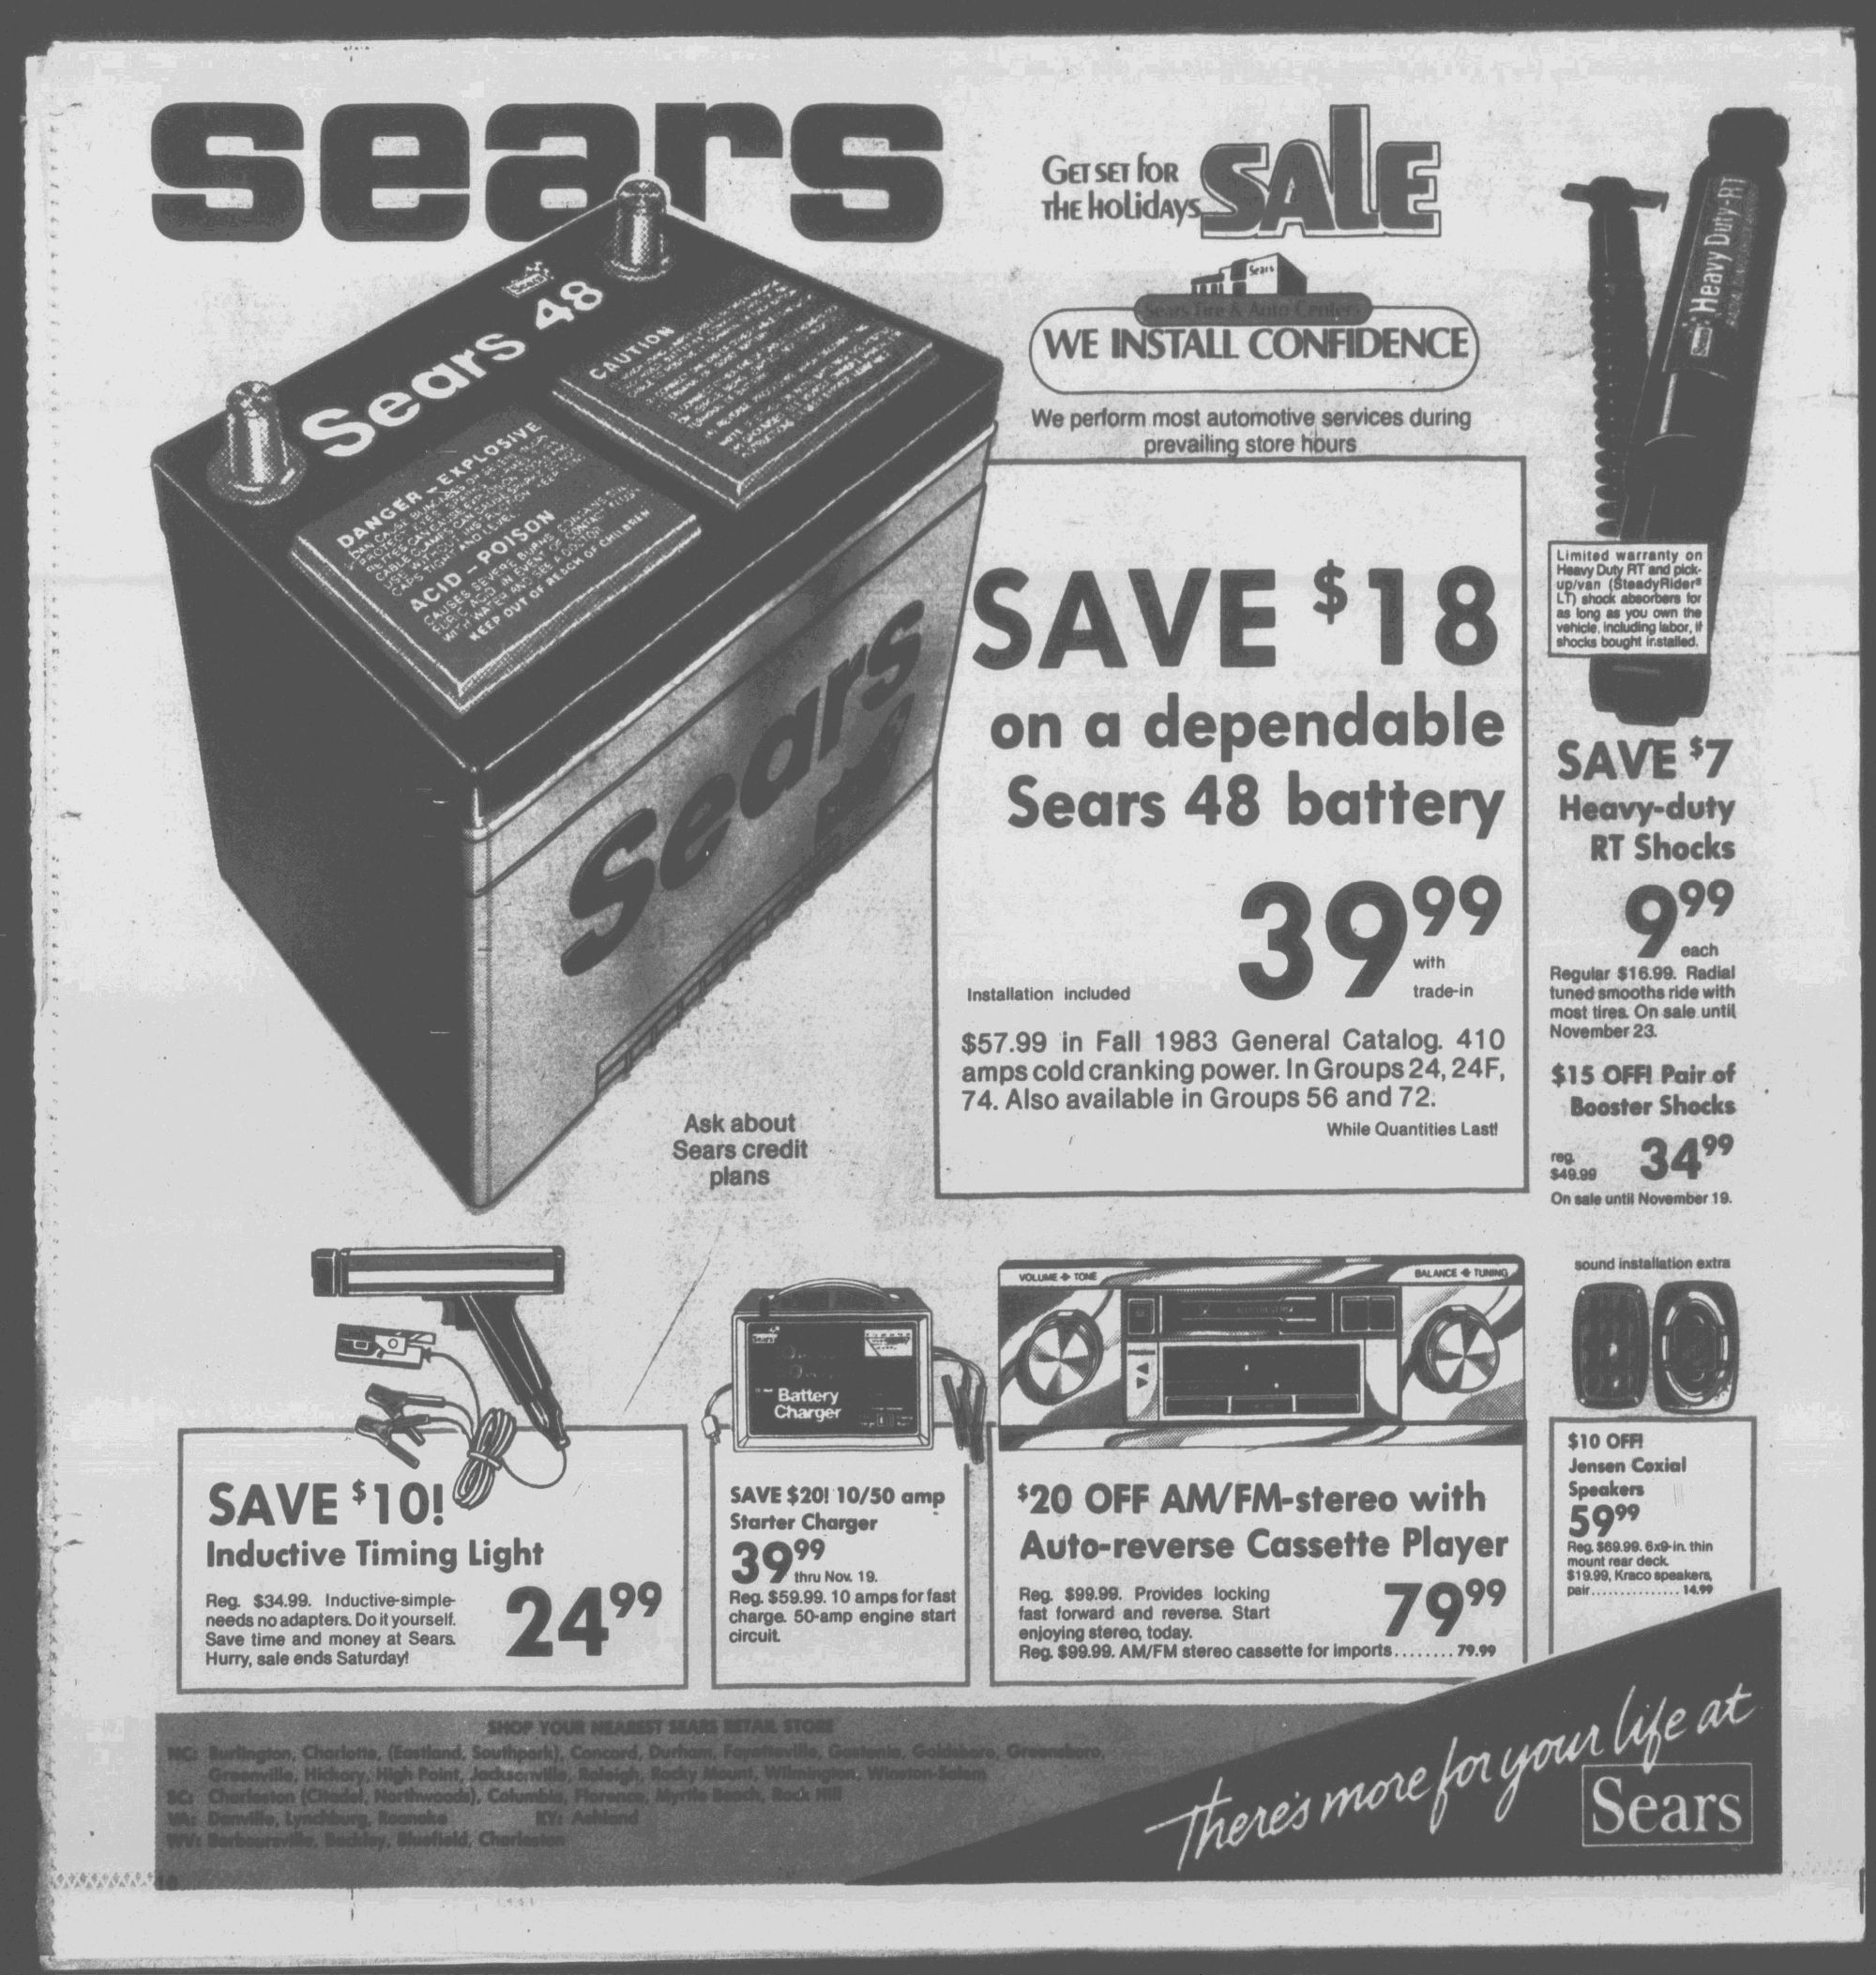 sears
GET SET FOR
THE HOLIDAYS
SALE
Sears
Sears Tire & Auto Centers
WE INSTALL CONFIDENCE
We perform most automotive services during
prevailing store hours
Sears 48
CAUTION
DANGER - EXPLOSIVE
ACID - POISON
CAUSES SEVERE BURNS
KEEP OUT OF REACH OF CHILDREN
Sears
Heavy Duty-RT
Limited warranty on
Heavy Duty RT and pick-
up/van (SteadyRider®
LT) shock absorbers for
as long as you own the
vehicle, including labor, if
shocks bought installed.
SAVE $18
on a dependable
Sears 48 battery
39 99
with
trade-in
Installation included
$57.99 in Fall 1983 General Catalog. 410
amps cold cranking power. In Groups 24, 24F,
74. Also available in Groups 56 and 72.
While Quantities Last!
SAVE $7
Heavy-duty
RT Shocks
9 99
each
Regular $16.99. Radial
tuned smooths ride with
most tires. On sale until
November 23.
$15 OFF! Pair of
Booster Shocks
reg.
$49.99
34 99
On sale until November 19.
Ask about
Sears credit
plans
Sears
Battery
Charger
VOLUME TONE
BALANCE TUNING
sound installation extra
SAVE $10!
Inductive Timing Light
Reg. $34.99. Inductive-simple-
needs no adapters. Do it yourself.
Save time and money at Sears.
Hurry, sale ends Saturday!
24 99
SAVE $20! 10/50 amp
Starter Charger
39 99
thru Nov. 19.
Reg. $59.99. 10 amps for fast
charge. 50-amp engine start
circuit.
$20 OFF AM/FM-stereo with
Auto-reverse Cassette Player
Reg. $99.99. Provides locking
fast forward and reverse. Start
enjoying stereo, today.
79 99
Reg. $99.99. AM/FM stereo cassette for imports........79.99
$10 OFF!
Jensen Coxial
Speakers
59 99
Reg. $69.99. 6x9-in. thin
mount rear deck.
$19.99, Kraco speakers,
pair............... 14.99
SHOP YOUR NEAREST SEARS RETAIL STORE
NC: Burlington, Charlotte, (Eastland, Southpark), Concord, Durham, Fayetteville, Gastonia, Goldsboro, Greensboro,
Greenville, Hickory, High Point, Jacksonville, Raleigh, Rocky Mount, Wilmington, Winston-Salem
SC: Charleston (Citadel, Northwoods), Columbia, Florence, Myrtle Beach, Rock Hill
VA: Danville, Lynchburg, Roanoke KY: Ashland
WV: Barboursville, Beckley, Bluefield, Charleston
There's more for your life at
Sears